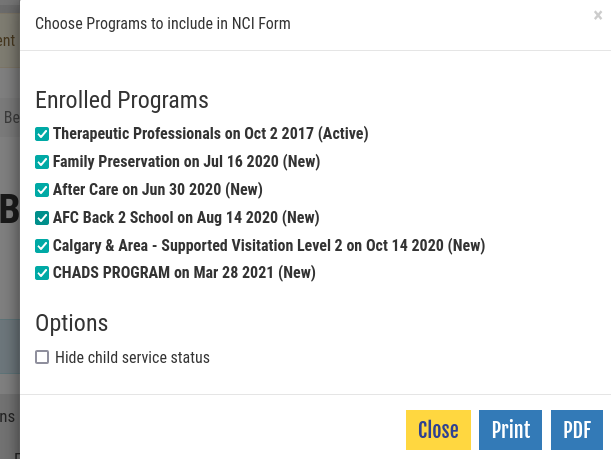 Choose Programs to include in NCI Form
×
ent
Be
B
Enrolled Programs
Therapeutic Professionals on Oct 2 2017 (Active)
Family Preservation on Jul 16 2020 (New)
After Care on Jun 30 2020 (New)
AFC Back 2 School on Aug 14 2020 (New)
Calgary & Area - Supported Visitation Level 2 on Oct 14 2020 (New)
CHADS PROGRAM on Mar 28 2021 (New)
Options
Hide child service status
ns
Close Print PDF